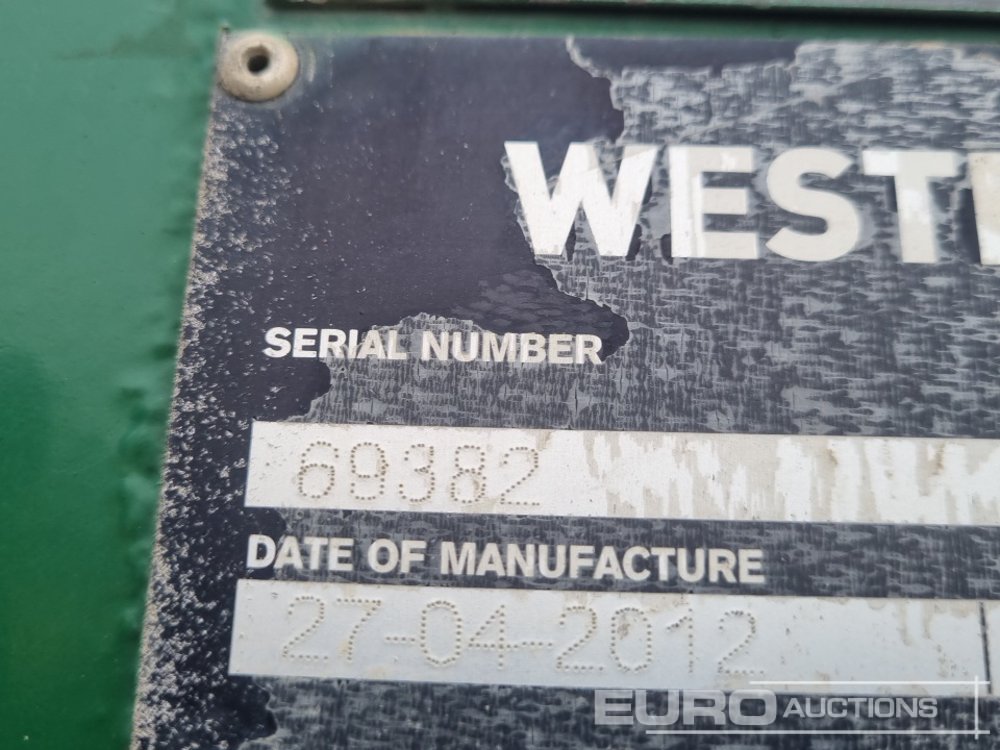 WEST
SERIAL NUMBER
69382
DATE OF MANUFACTURE
27-04-2012
EURO AUCTIONS